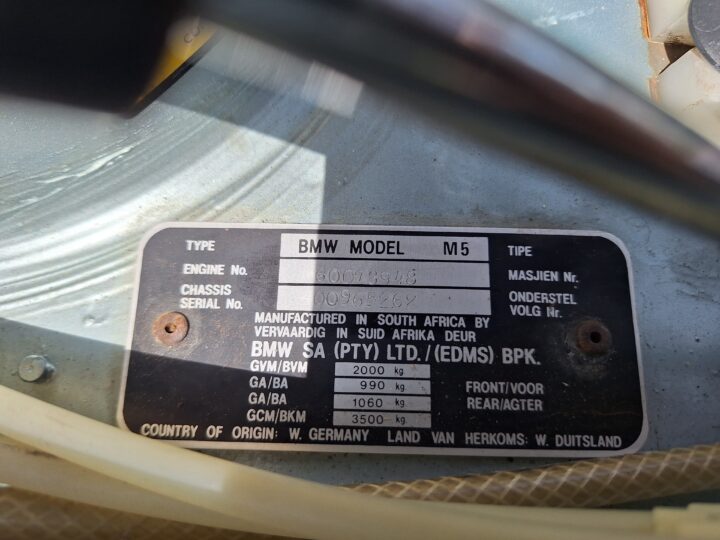 TYPE BMW MODEL M5 TIPE
ENGINE No. MASJIEN Nr.
CHASSIS SERIAL No. ONDERSTEL VOLG Nr.
MANUFACTURED IN SOUTH AFRICA BY
VERVAARDIG IN SUID AFRIKA DEUR
BMW SA (PTY) LTD./(EDMS) BPK.
GVM/BVM 2000 kg
GA/BA 990 kg FRONT/VOOR
GA/BA 1060 kg REAR/AGTER
GCM/BKM 3500 kg
COUNTRY OF ORIGIN: W. GERMANY LAND VAN HERKOMS: W. DUITSLAND